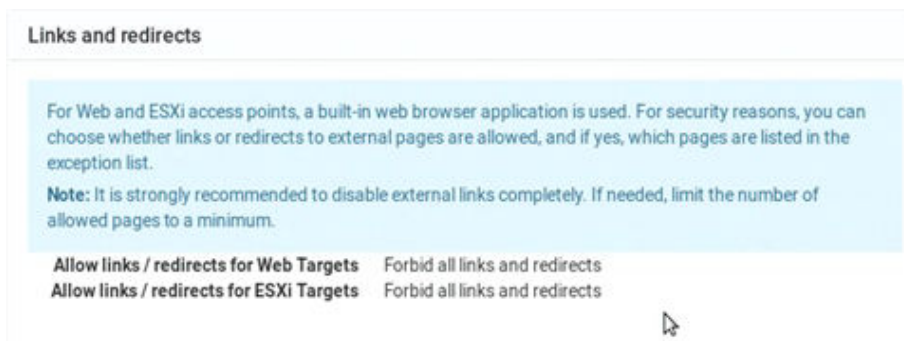 Links and redirects
For Web and ESXi access points, a built-in web browser application is used. For security reasons, you can
choose whether links or redirects to external pages are allowed, and if yes, which pages are listed in the
exception list.
Note: It is strongly recommended to disable external links completely. If needed, limit the number of
allowed pages to a minimum.
Allow links / redirects for Web Targets Forbid all links and redirects
Allow links / redirects for ESXi Targets Forbid all links and redirects